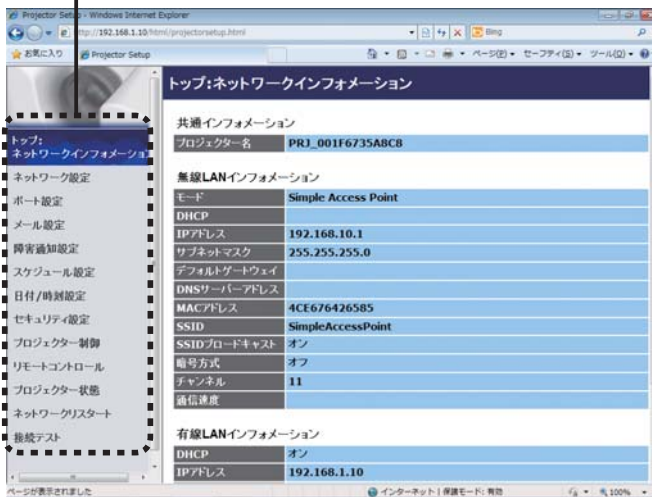 Projector Setup - Windows Internet Explorer
http://192.168.1.10/html/projectorsetup.html
Bing
お気に入り
Projector Setup
ページ(P)
セーフティ(S)
ツール(O)
トップ:
ネットワークインフォメーション
ネットワーク設定
ポート設定
メール設定
障害通知設定
スケジュール設定
日付/時刻設定
セキュリティ設定
プロジェクター制御
リモートコントロール
プロジェクター状態
ネットワークリスタート
接続テスト
トップ:ネットワークインフォメーション
共通インフォメーション
プロジェクター名 PRJ_001F6735A8C8
無線LANインフォメーション
モード Simple Access Point
DHCP
IPアドレス 192.168.10.1
サブネットマスク 255.255.255.0
デフォルトゲートウェイ
DNSサーバーアドレス
MACアドレス 4CE676426585
SSID SimpleAccessPoint
SSIDブロードキャスト オン
暗号方式 オフ
チャンネル 11
通信速度
有線LANインフォメーション
DHCP オン
IPアドレス 192.168.1.10
ページが表示されました
インターネット | 保護モード: 有効
100%